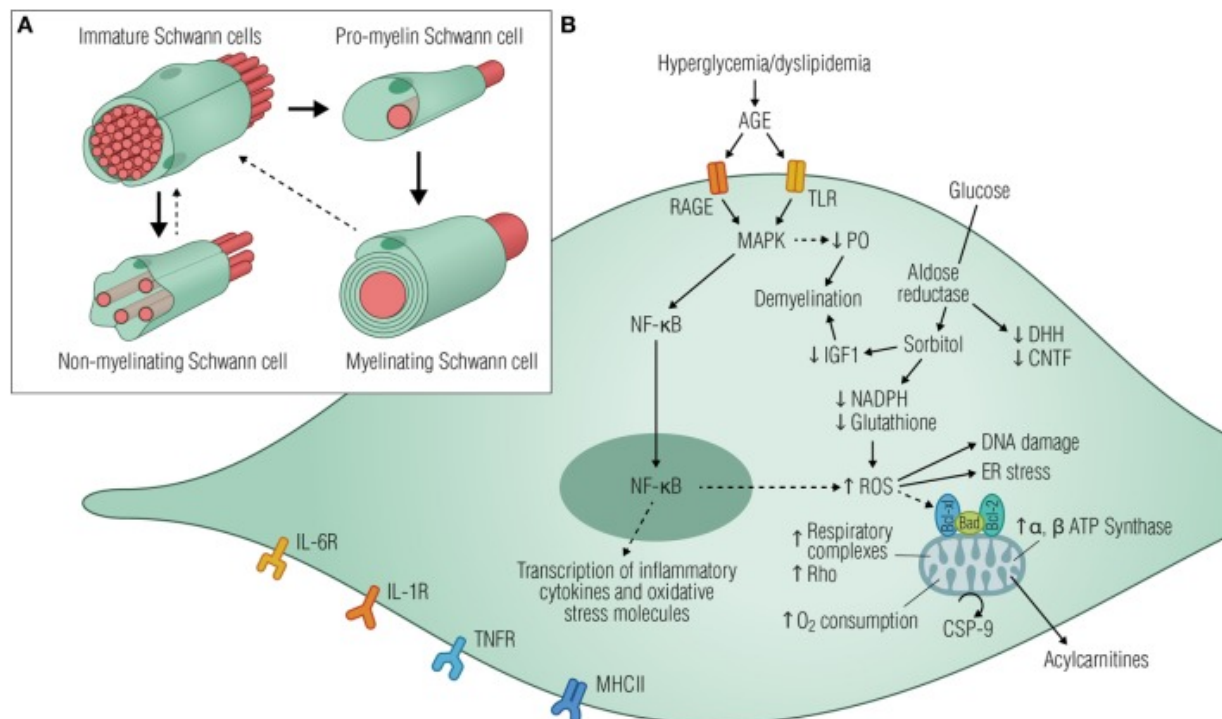 A
Immature Schwann cells
Pro-myelin Schwann cell
Non-myelinating Schwann cell
Myelinating Schwann cell
B
Hyperglycemia/dyslipidemia
AGE
RAGE
TLR
Glucose
MAPK
↓ PO
Aldose
reductase
Demyelination
NF-κB
↓ IGF1
Sorbitol
↓ DHH
↓ CNTF
↓ NADPH
↓ Glutathione
DNA damage
NF-κB
↑ ROS
ER stress
Bcl-xl
Bad
Bcl-2
↑ Respiratory
complexes
↑ Rho
↑ α, β ATP Synthase
Transcription of inflammatory
cytokines and oxidative
stress molecules
↑ O₂ consumption
CSP-9
Acylcarnitines
IL-6R
IL-1R
TNFR
MHCII